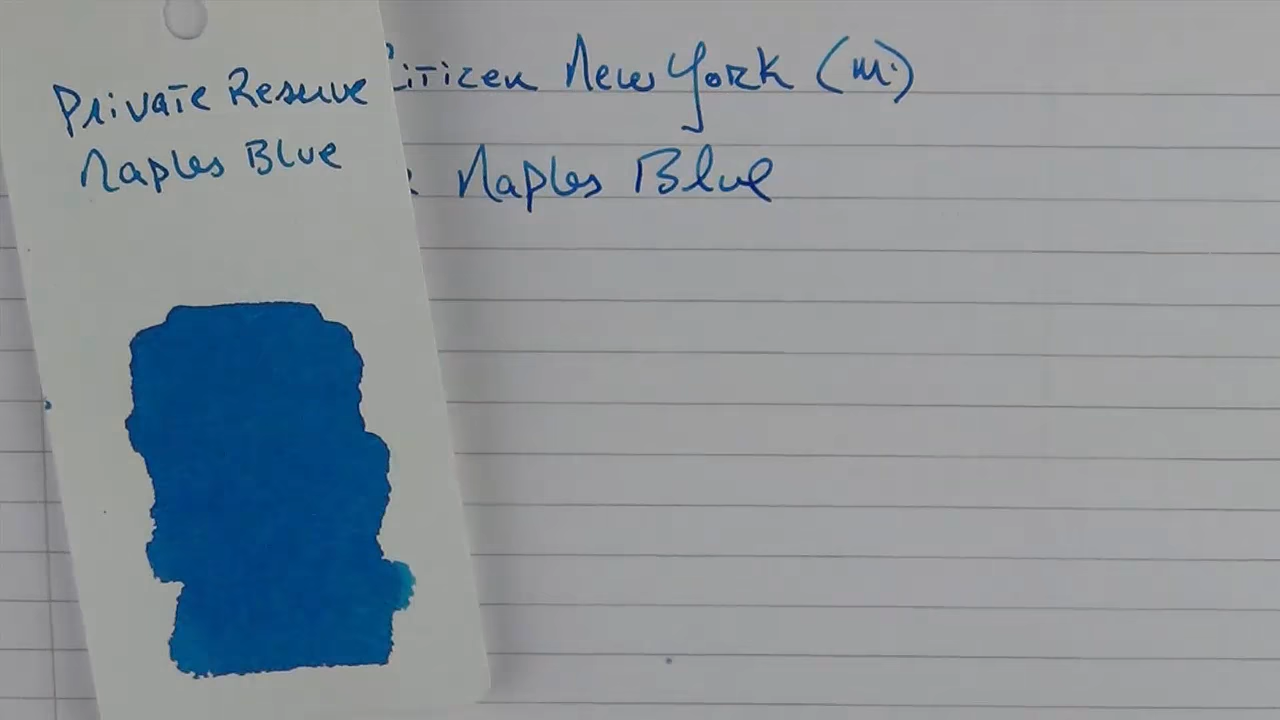 Private Reserve
Naples Blue
Citizen New York (M.)
: Naples Blue